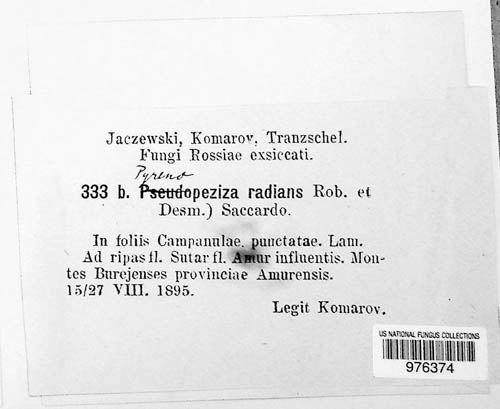 Jaczewski, Komarov, Tranzschel.
Fungi Rossiae exsiccati.
Pyreno
333 b. Pseudopeziza radians Rob. et
Desm.) Saccardo.
In foliis Campanulae punctatae. Lam.
Ad ripas fl. Sutar fl. Amur influentis. Mon-
tes Burejenses provinciae Amurensis.
15/27 VIII. 1895.
Legit Komarov.
US NATIONAL FUNGUS COLLECTIONS
976374